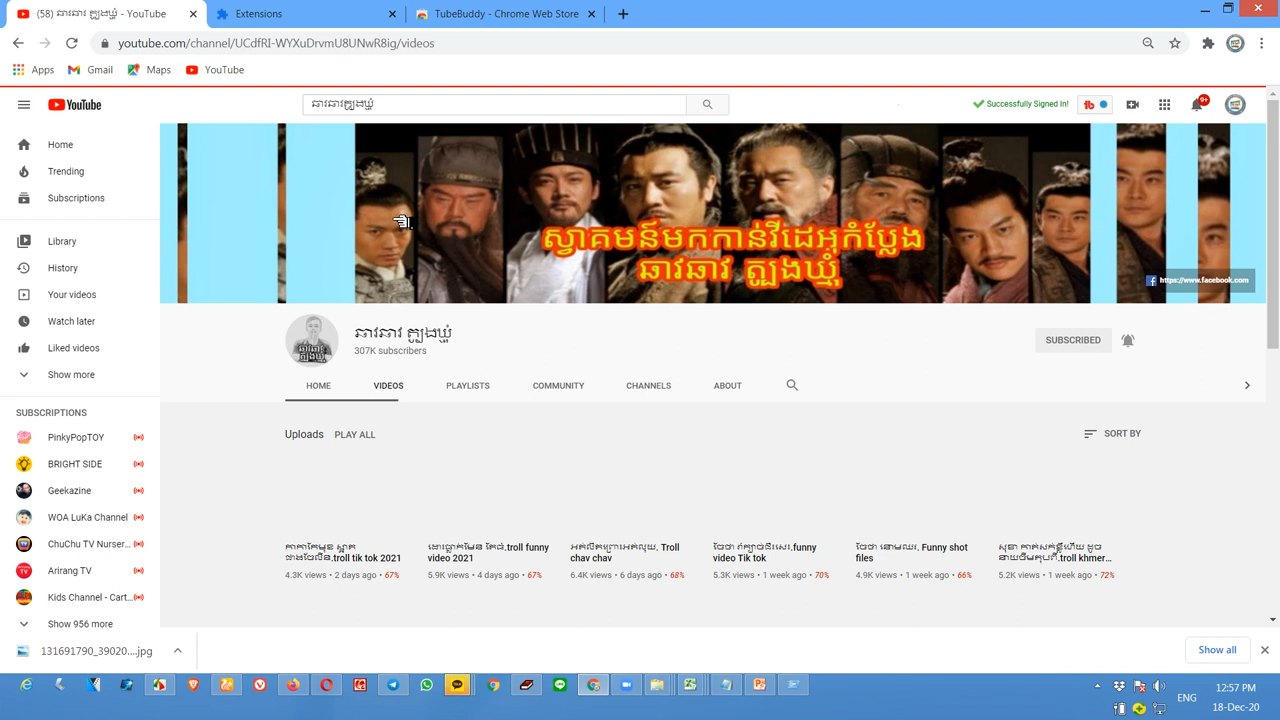 (58) ឆាវឆាវ ត្បូងឃ្មុំ - YouTube
Extensions
TubeBuddy - Chrome Web Store
youtube.com/channel/UCdfRI-WYXuDrvmU8UNwR8ig/videos
Apps
Gmail
Maps
YouTube
YouTube
ឆាវឆាវត្បូងឃ្មុំ
Successfully Signed In!
tb
9+
Home
Trending
Subscriptions
Library
History
Your videos
Watch later
Liked videos
Show more
SUBSCRIPTIONS
PinkyPopTOY
BRIGHT SIDE
Geekazine
WOA LuKa Channel
ChuChu TV Nurser...
Arirang TV
Kids Channel - Cart...
Show 956 more
ស្វាគមន៍មកកាន់វីដេអូកំប្លែង
ឆាវឆាវ ត្បូងឃ្មុំ
https://www.facebook.com
ឆាវឆាវ ត្បូងឃ្មុំ
307K subscribers
SUBSCRIBED
HOME
VIDEOS
PLAYLISTS
COMMUNITY
CHANNELS
ABOUT
Uploads
PLAY ALL
SORT BY
.troll tik tok 2021
4.3K views • 2 days ago • 67%
.troll funny
video 2021
5.9K views • 4 days ago • 67%
Troll
chav chav
6.4K views • 6 days ago • 68%
.funny
video Tik tok
5.3K views • 1 week ago • 70%
Funny shot
files
4.9K views • 1 week ago • 66%
.troll khmer...
5.2K views • 1 week ago • 72%
131691790_39020....jpg
Show all
ENG
12:57 PM
18-Dec-20